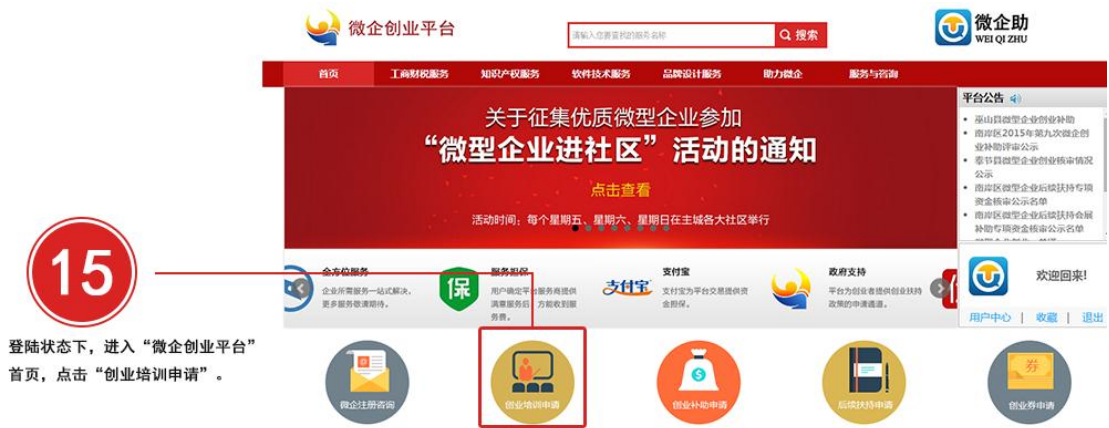 微企创业平台
请输入您要查找的服务名称
搜索
微企助
WEI QI ZHU
首页 工商财税服务 知识产权服务 软件技术服务 品牌设计服务 助力微企 服务与咨询
关于征集优质微型企业参加
“微型企业进社区”活动的通知
点击查看
活动时间：每个星期五、星期六、星期日在主城各大社区举行
平台公告
巫山县微型企业创业补助
南岸区2015年第九次微企创
业补助评审公示
奉节县微型企业创业核审情况
公示
南岸区微型企业后续扶持专项
资金核审公示名单
南岸区微型企业后续扶持会展
补助专项资金核审公示名单
欢迎回来!
用户中心 | 收藏 | 退出
全方位服务
企业所需服务一站式解决，
更多服务敬请期待。
保
服务担保
用户确定平台服务商提供
满意服务后，方能收到服
务费。
支付宝
支付宝
支付宝为平台交易提供资
金担保。
政府支持
平台为创业者提供创业扶持
政策的申请通道。
15
登陆状态下，进入“微企创业平台”
首页，点击“创业培训申请”。
微企注册咨询
创业培训申请
创业补助申请
后续扶持申请
券
创业券申请